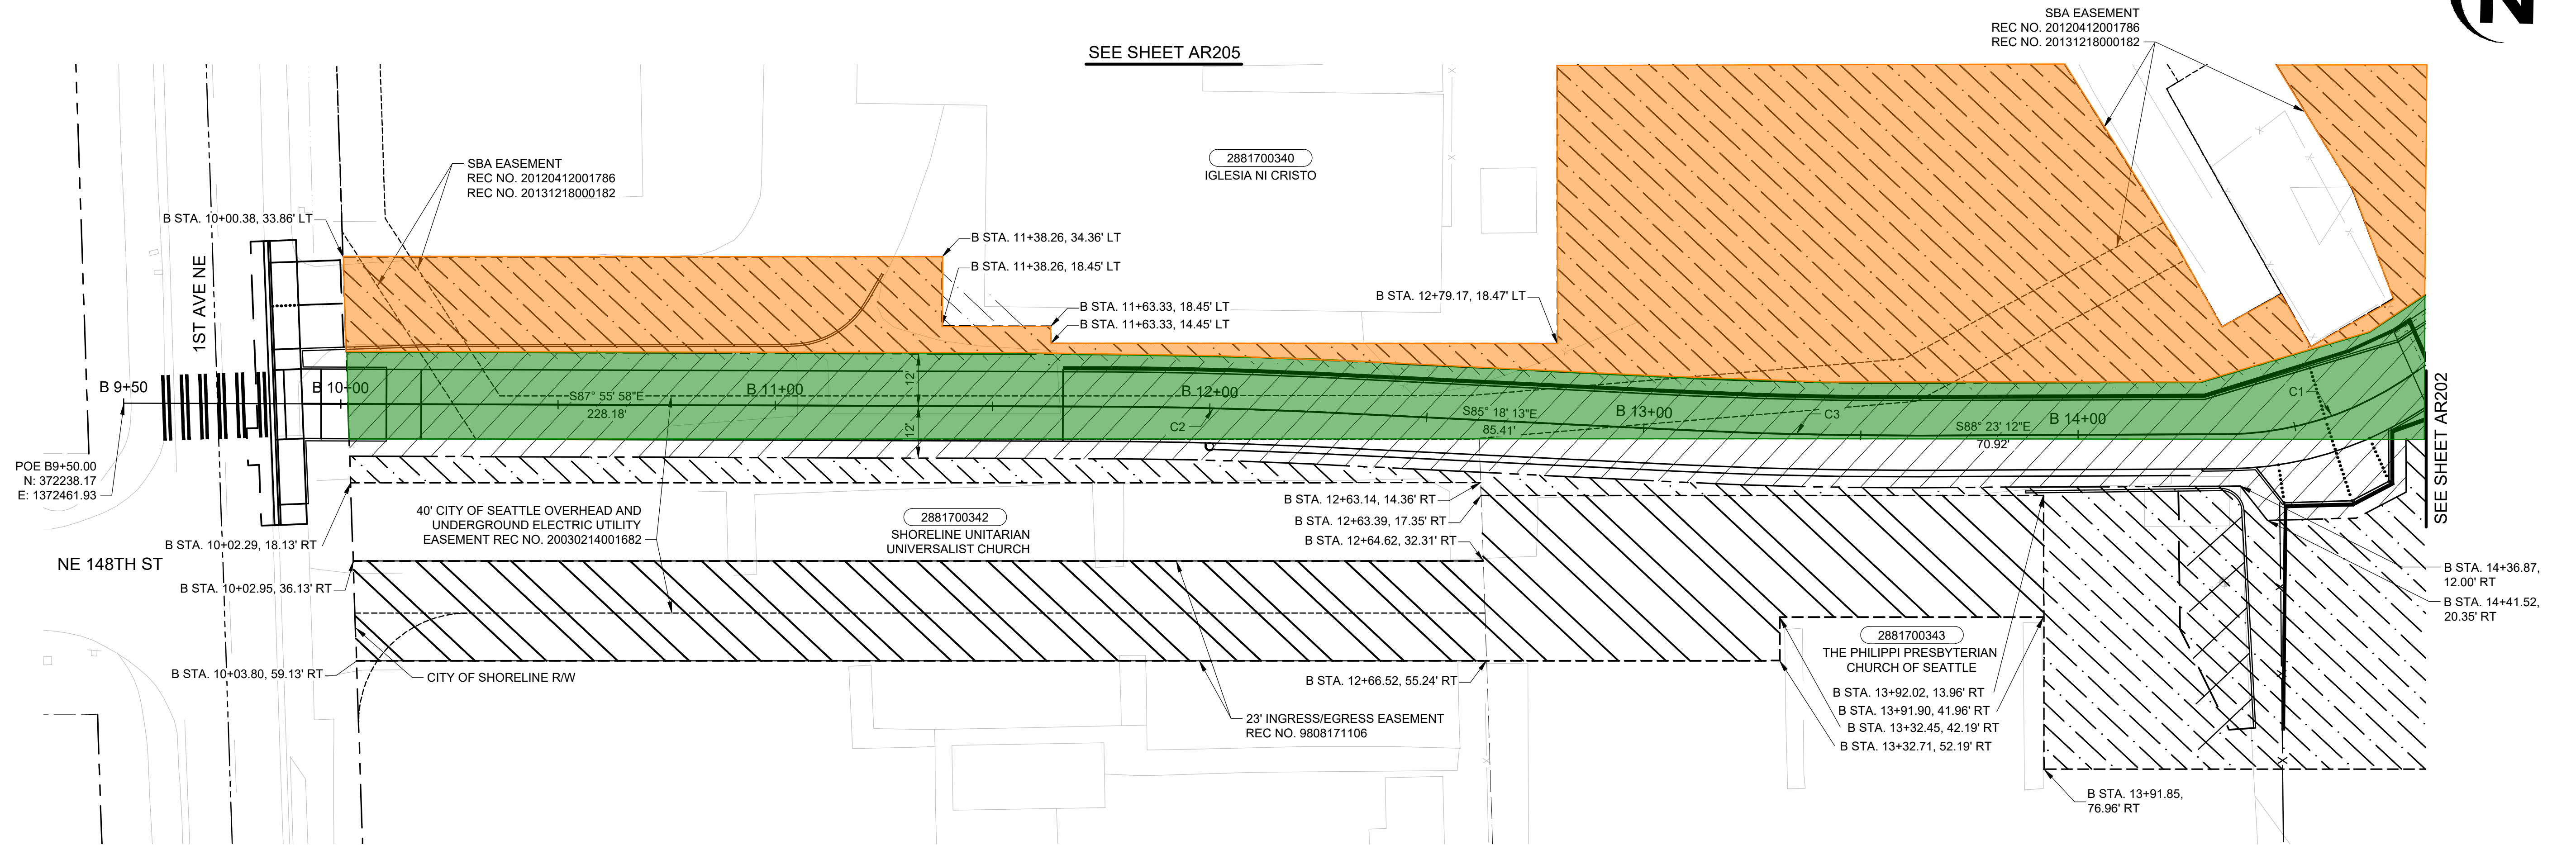 SBA EASEMENT
REC NO. 20120412001786
REC NO. 20131218000182
N
SEE SHEET AR205
SBA EASEMENT
REC NO. 20120412001786
REC NO. 20131218000182
2881700340
IGLESIA NI CRISTO
B STA. 10+00.38, 33.86' LT
B STA. 11+38.26, 34.36' LT
B STA. 11+38.26, 18.45' LT
B STA. 11+63.33, 18.45' LT
B STA. 11+63.33, 14.45' LT
B STA. 12+79.17, 18.47' LT
1ST AVE NE
B 9+50
B 10+00
S87° 55' 58"E
228.18'
B 11+00
12'
12'
B 12+00
C2
S85° 18' 13"E
85.41'
B 13+00
C3
S88° 23' 12"E
70.92'
B 14+00
C1
SEE SHEET AR202
POE B9+50.00
N: 372238.17
E: 1372461.93
40' CITY OF SEATTLE OVERHEAD AND
UNDERGROUND ELECTRIC UTILITY
EASEMENT REC NO. 20030214001682
2881700342
SHORELINE UNITARIAN
UNIVERSALIST CHURCH
B STA. 12+63.14, 14.36' RT
B STA. 12+63.39, 17.35' RT
B STA. 12+64.62, 32.31' RT
B STA. 10+02.29, 18.13' RT
NE 148TH ST
B STA. 10+02.95, 36.13' RT
B STA. 14+36.87,
12.00' RT
B STA. 14+41.52,
20.35' RT
2881700343
THE PHILIPPI PRESBYTERIAN
CHURCH OF SEATTLE
B STA. 10+03.80, 59.13' RT
CITY OF SHORELINE R/W
B STA. 12+66.52, 55.24' RT
B STA. 13+92.02, 13.96' RT
B STA. 13+91.90, 41.96' RT
B STA. 13+32.45, 42.19' RT
B STA. 13+32.71, 52.19' RT
23' INGRESS/EGRESS EASEMENT
REC NO. 9808171106
B STA. 13+91.85,
76.96' RT